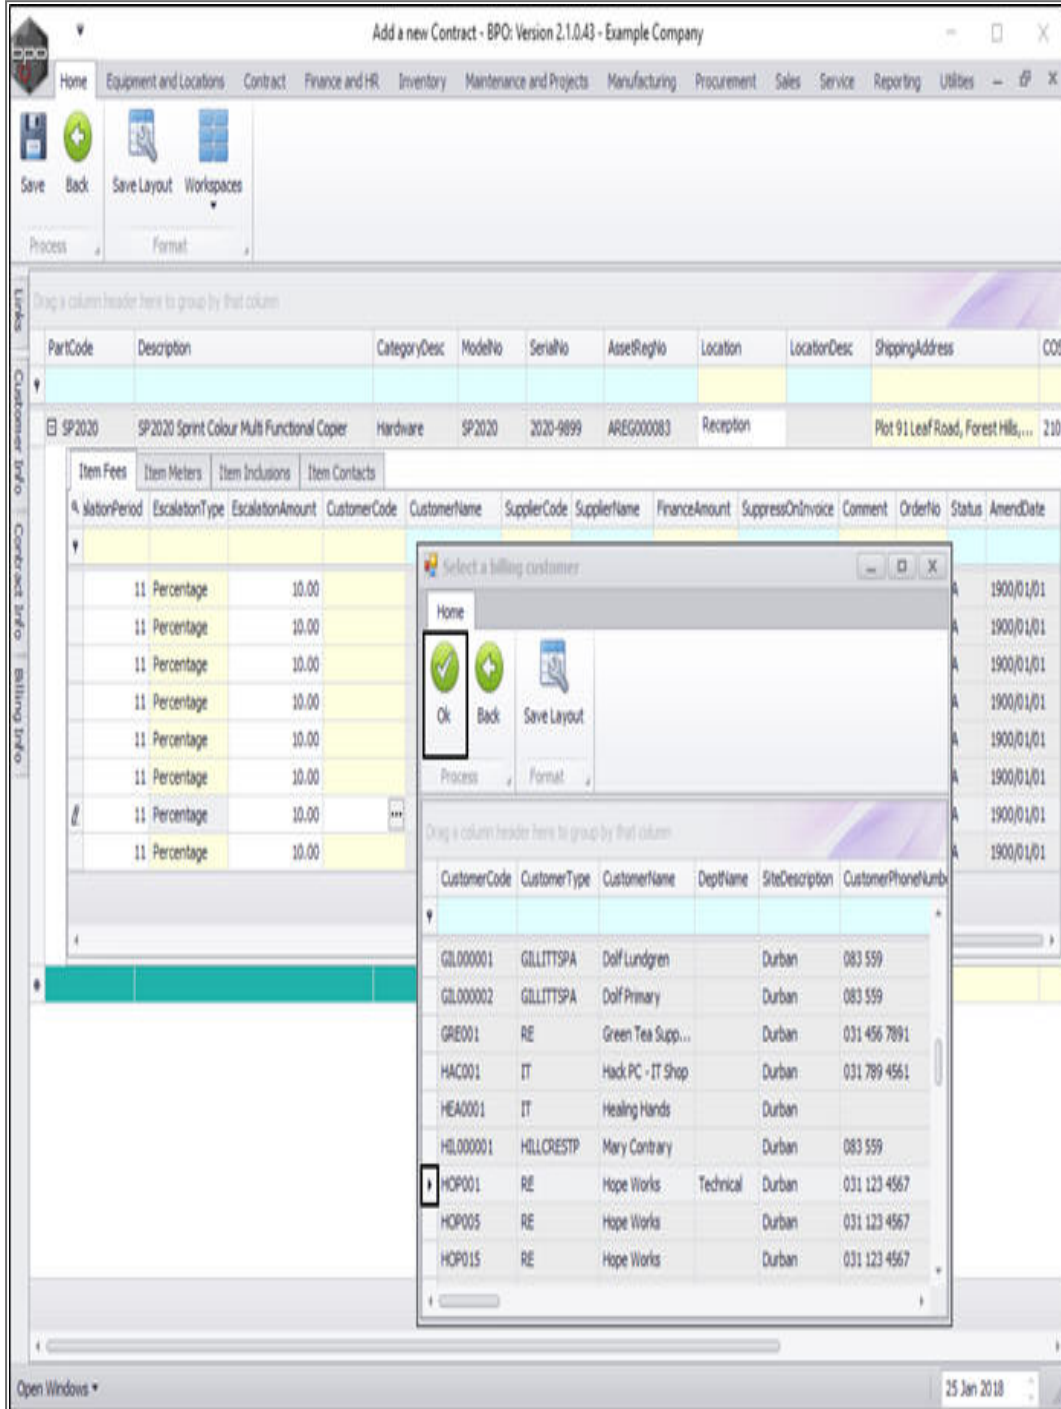 Add a new Contract - BPO: Version 2.1.0.43 - Example Company
bpo
Home Equipment and Locations Contract Finance and HR Inventory Maintenance and Projects Manufacturing Procurement Sales Service Reporting Utilities
Save Back Save Layout Workspaces
Process Format
Links
Customer Info
Contract Info
Billing Info
Drag a column header here to group by that column
PartCode Description CategoryDesc ModelNo SerialNo AssetRegNo Location LocationDesc ShippingAddress COS
SP2020 SP2020 Sprint Colour Multi Functional Copier Hardware SP2020 2020-9899 AREG000083 Reception Plot 91 Leaf Road, Forest Hills,... 210
Item Fees Item Meters Item Inclusions Item Contacts
alationPeriod EscalationType EscalationAmount CustomerCode CustomerName SupplierCode SupplierName FinanceAmount SuppressOnInvoice Comment OrderNo Status AmendDate
11 Percentage 10.00 A 1900/01/01
11 Percentage 10.00 A 1900/01/01
11 Percentage 10.00 A 1900/01/01
11 Percentage 10.00 A 1900/01/01
11 Percentage 10.00 A 1900/01/01
11 Percentage 10.00 A 1900/01/01
11 Percentage 10.00 ... A 1900/01/01
11 Percentage 10.00 A 1900/01/01
Select a billing customer
Home
Ok Back Save Layout
Process Format
Drag a column header here to group by that column
CustomerCode CustomerType CustomerName DeptName SiteDescription CustomerPhoneNumbe
GIL000001 GILLITTSPA Dolf Lundgren Durban 083 559
GIL000002 GILLITTSPA Dolf Primary Durban 083 559
GRE001 RE Green Tea Supp... Durban 031 456 7891
HAC001 IT Hack PC - IT Shop Durban 031 789 4561
HEA0001 IT Healing Hands Durban
HIL000001 HILLCRESTP Mary Contrary Durban 083 559
HOP001 RE Hope Works Technical Durban 031 123 4567
HOP005 RE Hope Works Durban 031 123 4567
HOP015 RE Hope Works Durban 031 123 4567
Open Windows
25 Jan 2018